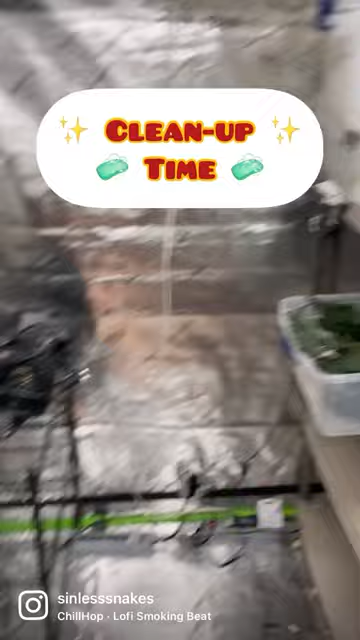 ✨ CLEAN-UP ✨
🧼 TIME 🧼
sinlesssnakes
ChillHop · Lofi Smoking Beat